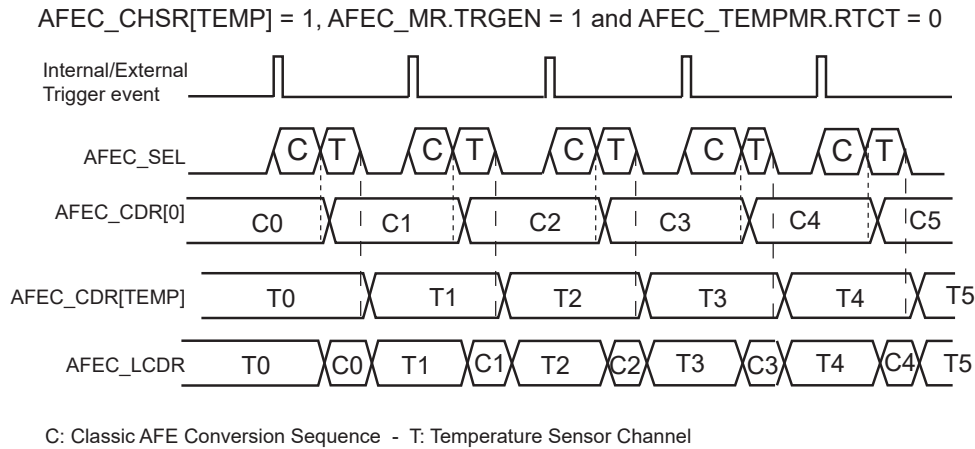 AFEC_CHSR[TEMP] = 1, AFEC_MR.TRGEN = 1 and AFEC_TEMPMR.RTCT = 0
Internal/External
Trigger event
AFEC_SEL C T C T C T C T C T
AFEC_CDR[0] C0 C1 C2 C3 C4 C5
AFEC_CDR[TEMP] T0 T1 T2 T3 T4 T5
AFEC_LCDR T0 C0 T1 C1 T2 C2 T3 C3 T4 C4 T5
C: Classic AFE Conversion Sequence - T: Temperature Sensor Channel